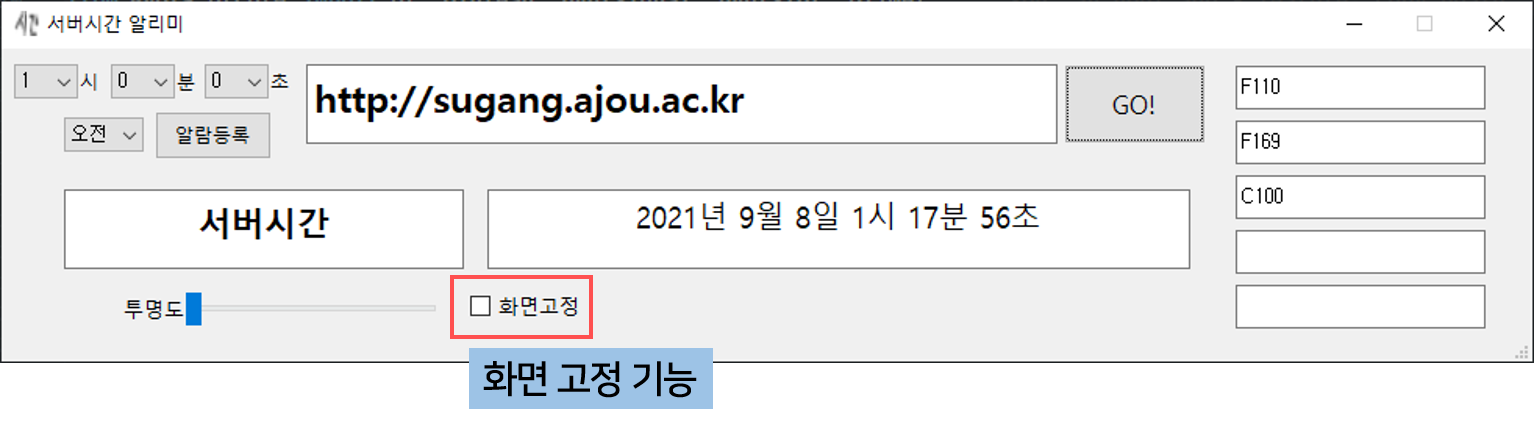 시간 서버시간 알리미
1 시 0 분 0 초
오전 알람등록
http://sugang.ajou.ac.kr
GO!
F110
F169
C100
서버시간
2021년 9월 8일 1시 17분 56초
투명도
화면고정
화면 고정 기능